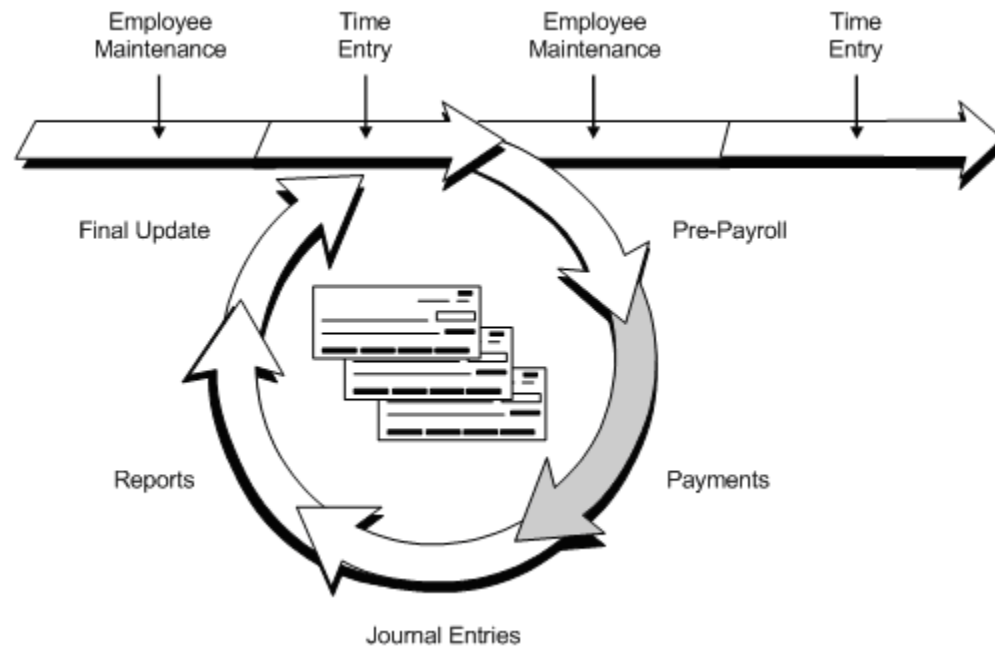 Employee
Maintenance
Time
Entry
Employee
Maintenance
Time
Entry
Final Update
Pre-Payroll
Reports
Payments
Journal Entries